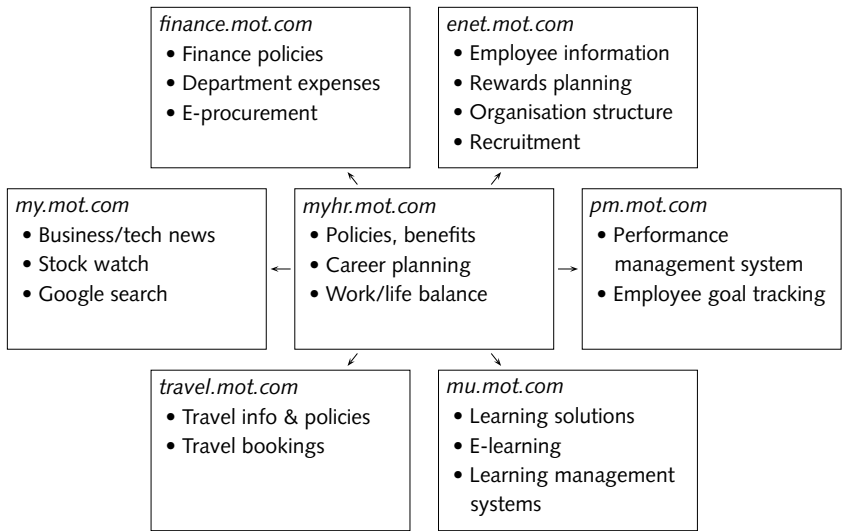 finance.mot.com
• Finance policies
• Department expenses
• E-procurement
enet.mot.com
• Employee information
• Rewards planning
• Organisation structure
• Recruitment
my.mot.com
• Business/tech news
• Stock watch
• Google search
myhr.mot.com
• Policies, benefits
• Career planning
• Work/life balance
pm.mot.com
• Performance
management system
• Employee goal tracking
travel.mot.com
• Travel info & policies
• Travel bookings
mu.mot.com
• Learning solutions
• E-learning
• Learning management
systems